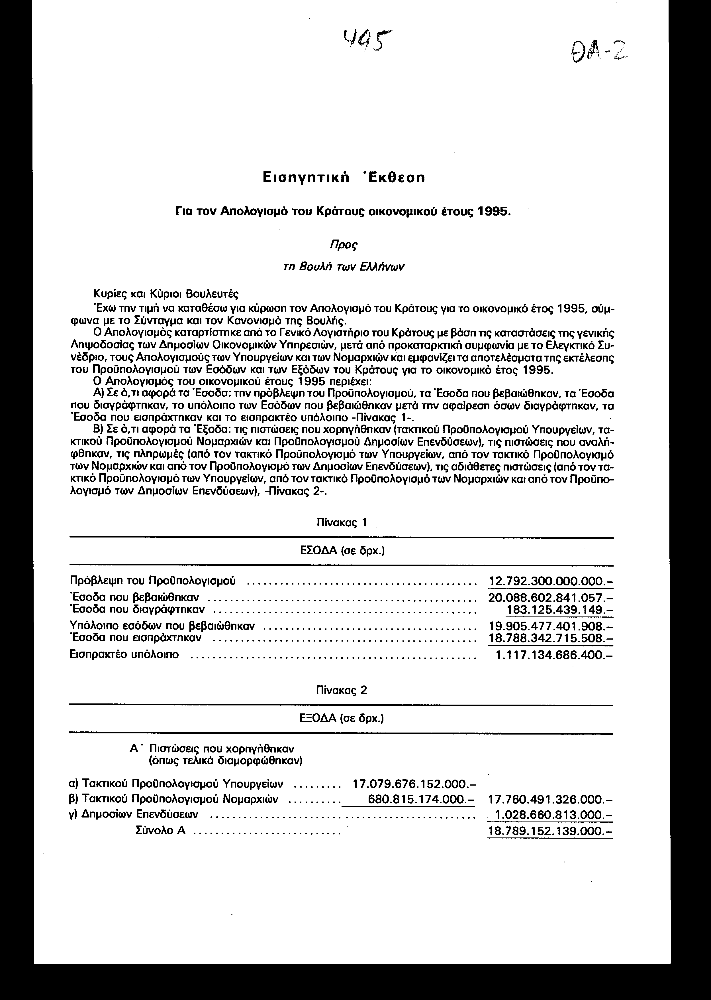 495
ΘΑ-2
Εισηγητική Έκθεση
Για τον Απολογισμό του Κράτους οικονομικού έτους 1995.
Προς
τη Βουλή των Ελλήνων
Κυρίες και Κύριοι Βουλευτές
Έχω την τιμή να καταθέσω για κύρωση τον Απολογισμό του Κράτους για το οικονομικό έτος 1995, σύμ-
φωνα με το Σύνταγμα και τον Κανονισμό της Βουλής.
Ο Απολογισμός καταρτίστηκε από το Γενικό Λογιστήριο του Κράτους με βάση τις καταστάσεις της γενικής
Ληψοδοσίας των Δημοσίων Οικονομικών Υπηρεσιών, μετά από προκαταρκτική συμφωνία με το Ελεγκτικό Συ-
νέδριο, τους Απολογισμούς των Υπουργείων και των Νομαρχιών και εμφανίζει τα αποτελέσματα της εκτέλεσης
του Προϋπολογισμού των Εσόδων και των Εξόδων του Κράτους για το οικονομικό έτος 1995.
Ο Απολογισμός του οικονομικού έτους 1995 περιέχει:
Α) Σε ό,τι αφορά τα Έσοδα: την πρόβλεψη του Προϋπολογισμού, τα Έσοδα που βεβαιώθηκαν, τα Έσοδα
που διαγράφτηκαν, το υπόλοιπο των Εσόδων που βεβαιώθηκαν μετά την αφαίρεση όσων διαγράφτηκαν, τα
Έσοδα που εισπράχτηκαν και το εισπρακτέο υπόλοιπο -Πίνακας 1-.
Β) Σε ό,τι αφορά τα Έξοδα: τις πιστώσεις που χορηγήθηκαν (τακτικού Προϋπολογισμού Υπουργείων, τα-
κτικού Προϋπολογισμού Νομαρχιών και Προϋπολογισμού Δημοσίων Επενδύσεων), τις πιστώσεις που αναλή-
φθηκαν, τις πληρωμές (από τον τακτικό Προϋπολογισμό των Υπουργείων, από τον τακτικό Προϋπολογισμό
των Νομαρχιών και από τον Προϋπολογισμό των Δημοσίων Επενδύσεων), τις αδιάθετες πιστώσεις (από τον τα-
κτικό Προϋπολογισμό των Υπουργείων, από τον τακτικό Προϋπολογισμό των Νομαρχιών και από τον Προϋπο-
λογισμό των Δημοσίων Επενδύσεων), -Πίνακας 2-.
Πίνακας 1
ΕΣΟΔΑ (σε δρχ.)
Πρόβλεψη του Προϋπολογισμού .......................................... 12.792.300.000.000.–
Έσοδα που βεβαιώθηκαν ................................................. 20.088.602.841.057.–
Έσοδα που διαγράφτηκαν ................................................ 183.125.439.149.–
Υπόλοιπο εσόδων που βεβαιώθηκαν ....................................... 19.905.477.401.908.–
Έσοδα που εισπράχτηκαν ................................................ 18.788.342.715.508.–
Εισπρακτέο υπόλοιπο .................................................... 1.117.134.686.400.–
Πίνακας 2
ΕΞΟΔΑ (σε δρχ.)
Α΄ Πιστώσεις που χορηγήθηκαν
(όπως τελικά διαμορφώθηκαν)
α) Τακτικού Προϋπολογισμού Υπουργείων ......... 17.079.676.152.000.–
β) Τακτικού Προϋπολογισμού Νομαρχιών .......... 680.815.174.000.– 17.760.491.326.000.–
γ) Δημοσίων Επενδύσεων ................................................ 1.028.660.813.000.–
Σύνολο Α ........................... 18.789.152.139.000.–